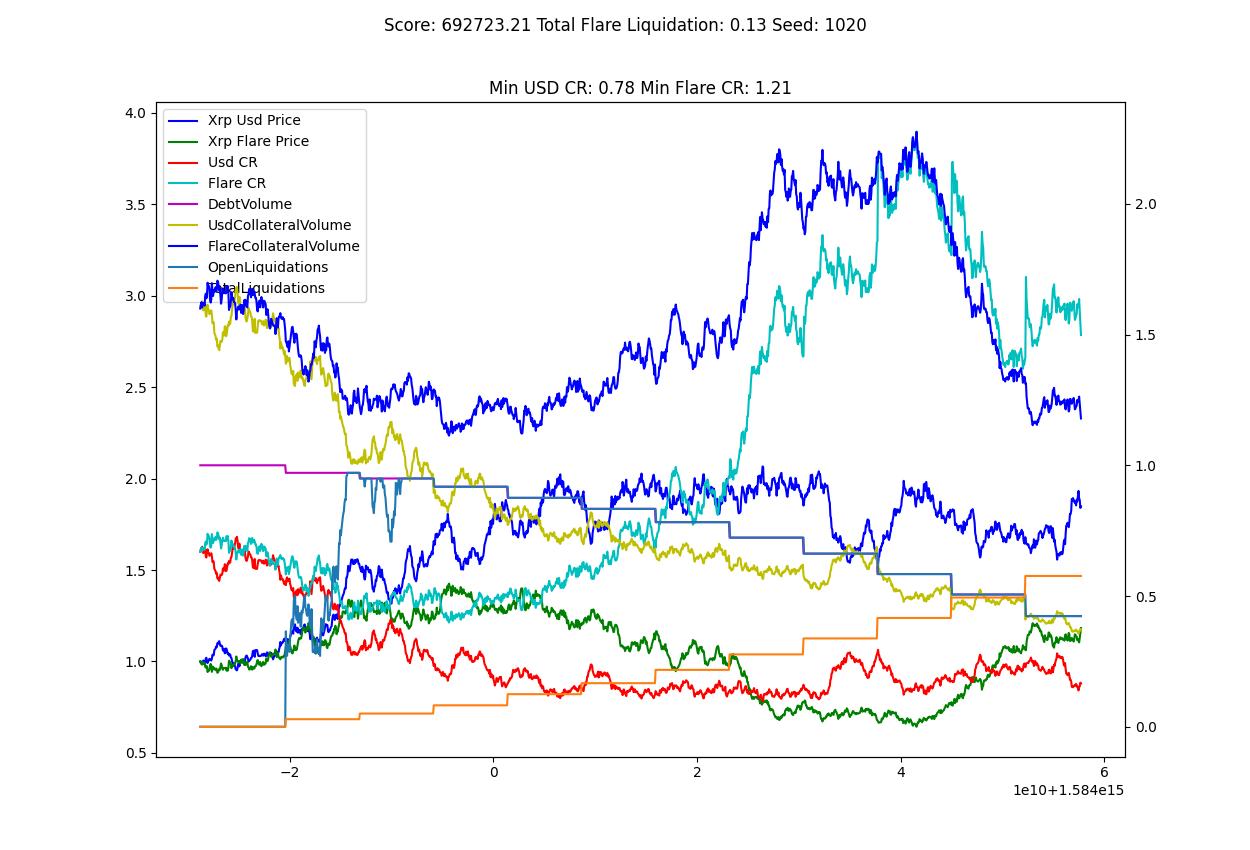 Score: 692723.21 Total Flare Liquidation: 0.13 Seed: 1020
Min USD CR: 0.78 Min Flare CR: 1.21
Xrp Usd Price
Xrp Flare Price
Usd CR
Flare CR
DebtVolume
UsdCollateralVolume
FlareCollateralVolume
OpenLiquidations
TotalLiquidations
4.0
3.5
3.0
2.5
2.0
1.5
1.0
0.5
2.0
1.5
1.0
0.5
0.0
−2 0 2 4 6
1e10+1.584e15